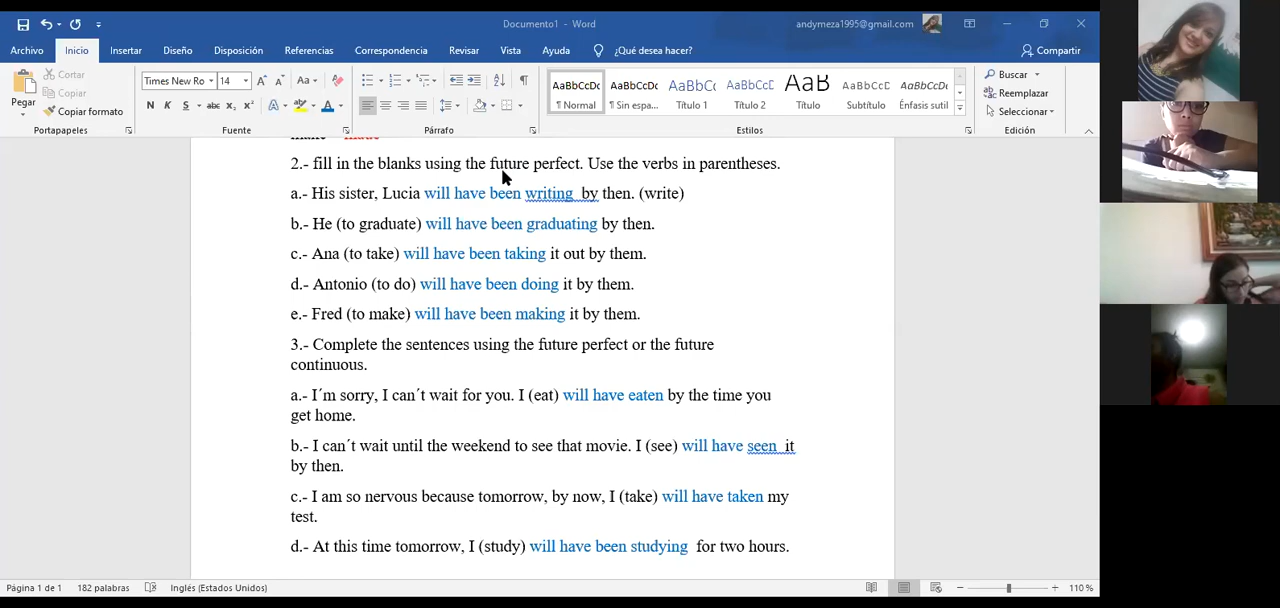 Documento1 - Word
andymeza1995@gmail.com
Archivo Inicio Insertar Diseño Disposición Referencias Correspondencia Revisar Vista Ayuda ¿Qué desea hacer? Compartir
Pegar
Cortar
Copiar
Copiar formato
Portapapeles
Times New Ro 14
N K S abc x₂ x²
Fuente
Párrafo
AaBbCcDc AaBbCcDc AaBbC( AaBbCcD AaB AaBbCcD AaBbCcDc
¶ Normal ¶ Sin espa... Título 1 Título 2 Título Subtítulo Énfasis sutil
Estilos
Buscar
Reemplazar
Seleccionar
Edición
2.- fill in the blanks using the future perfect. Use the verbs in parentheses.
a.- His sister, Lucia will have been writing by then. (write)
b.- He (to graduate) will have been graduating by then.
c.- Ana (to take) will have been taking it out by them.
d.- Antonio (to do) will have been doing it by them.
e.- Fred (to make) will have been making it by them.
3.- Complete the sentences using the future perfect or the future
continuous.
a.- I´m sorry, I can´t wait for you. I (eat) will have eaten by the time you
get home.
b.- I can´t wait until the weekend to see that movie. I (see) will have seen it
by then.
c.- I am so nervous because tomorrow, by now, I (take) will have taken my
test.
d.- At this time tomorrow, I (study) will have been studying for two hours.
Página 1 de 1 182 palabras Inglés (Estados Unidos) 110 %